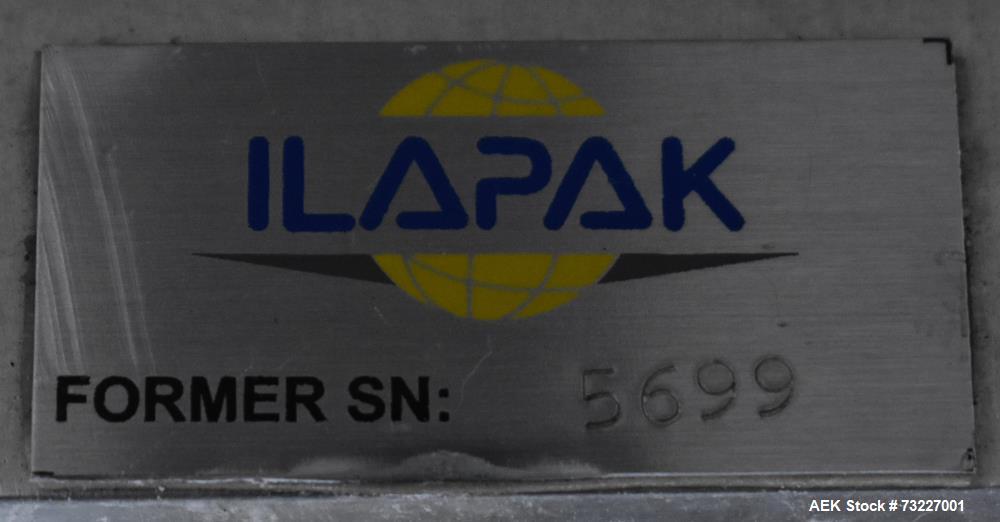 ILAPAK
FORMER SN: 5699
AEK Stock # 73227001